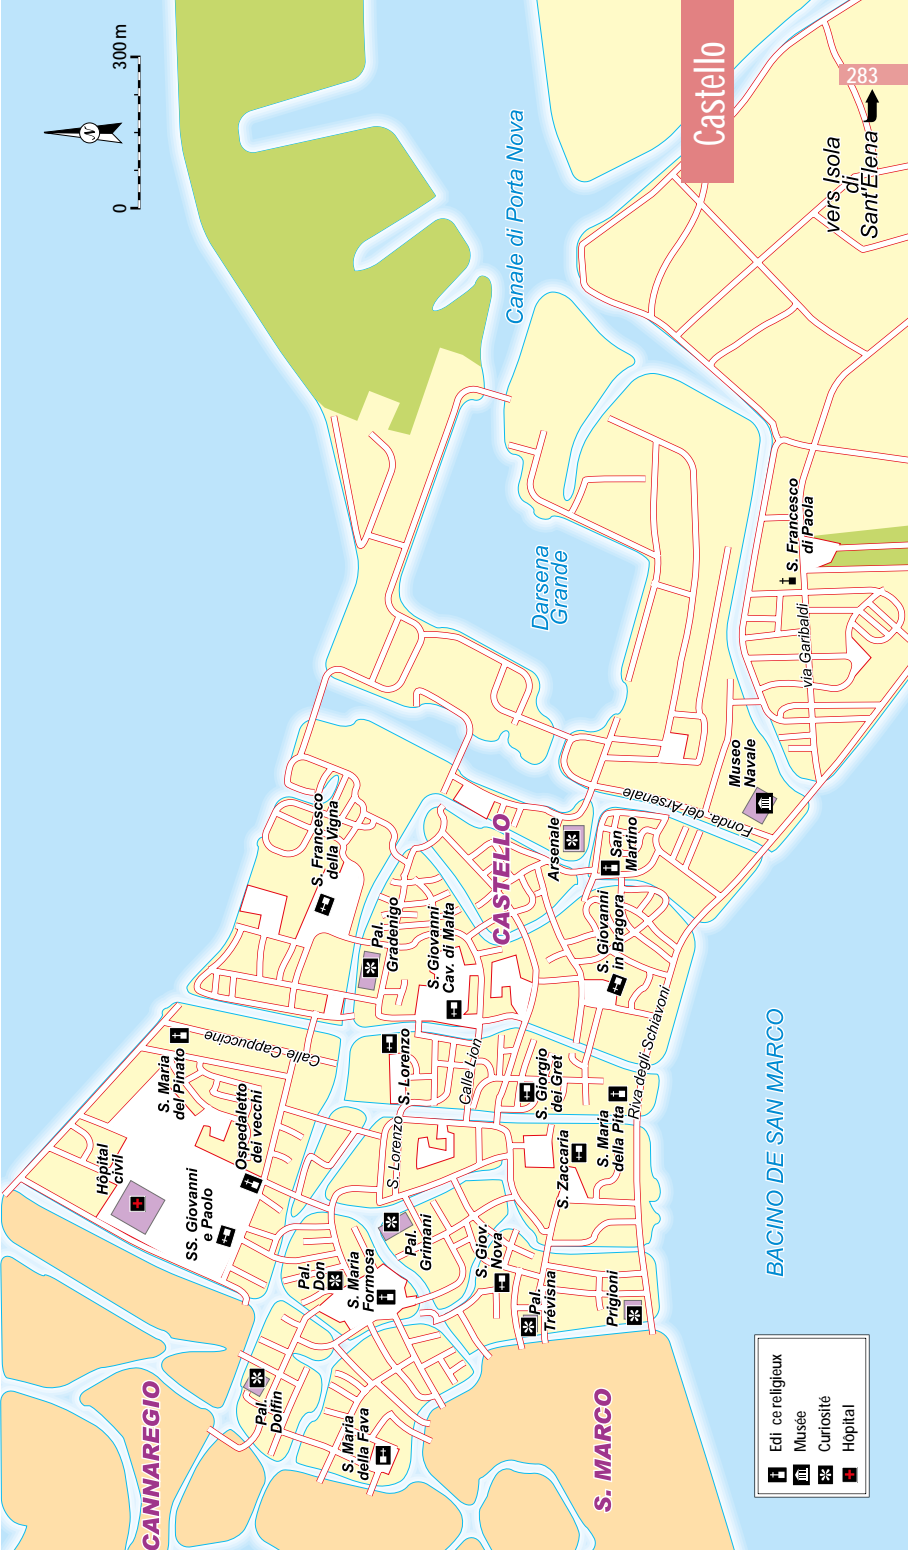 Castello
283
vers Isola
di
Sant'Elena
0
300 m
N
CANNAREGIO
S. MARCO
CASTELLO
BACINO DE SAN MARCO
Canale di Porta Nova
Darsena
Grande
Hôpital
civil
SS. Giovanni
e Paolo
Ospedaletto
dei vecchi
S. Maria
del Pinato
Calle Cappuccine
S. Francesco
della Vigna
Pal.
Gradenigo
S. Giovanni
Cav. di Malta
S. Lorenzo
S. Lorenzo
Calle Lion
Pal.
Don
S. Maria
Formosa
Pal.
Grimani
S. Giov.
Nova
Pal.
Trévisna
Prigioni
Pal.
Dolfin
S. Maria
della Fava
S. Zaccaria
S. Maria
della Pita
S. Giorgio
dei Gret
Riva degli Schiavoni
S. Giovanni
in Bragora
San
Martino
Arsenale
Fonda. del Arsenale
Museo
Navale
via Garibaldi
S. Francesco
di Paola
Edi ce religieux
Musée
Curiosité
Hôpital